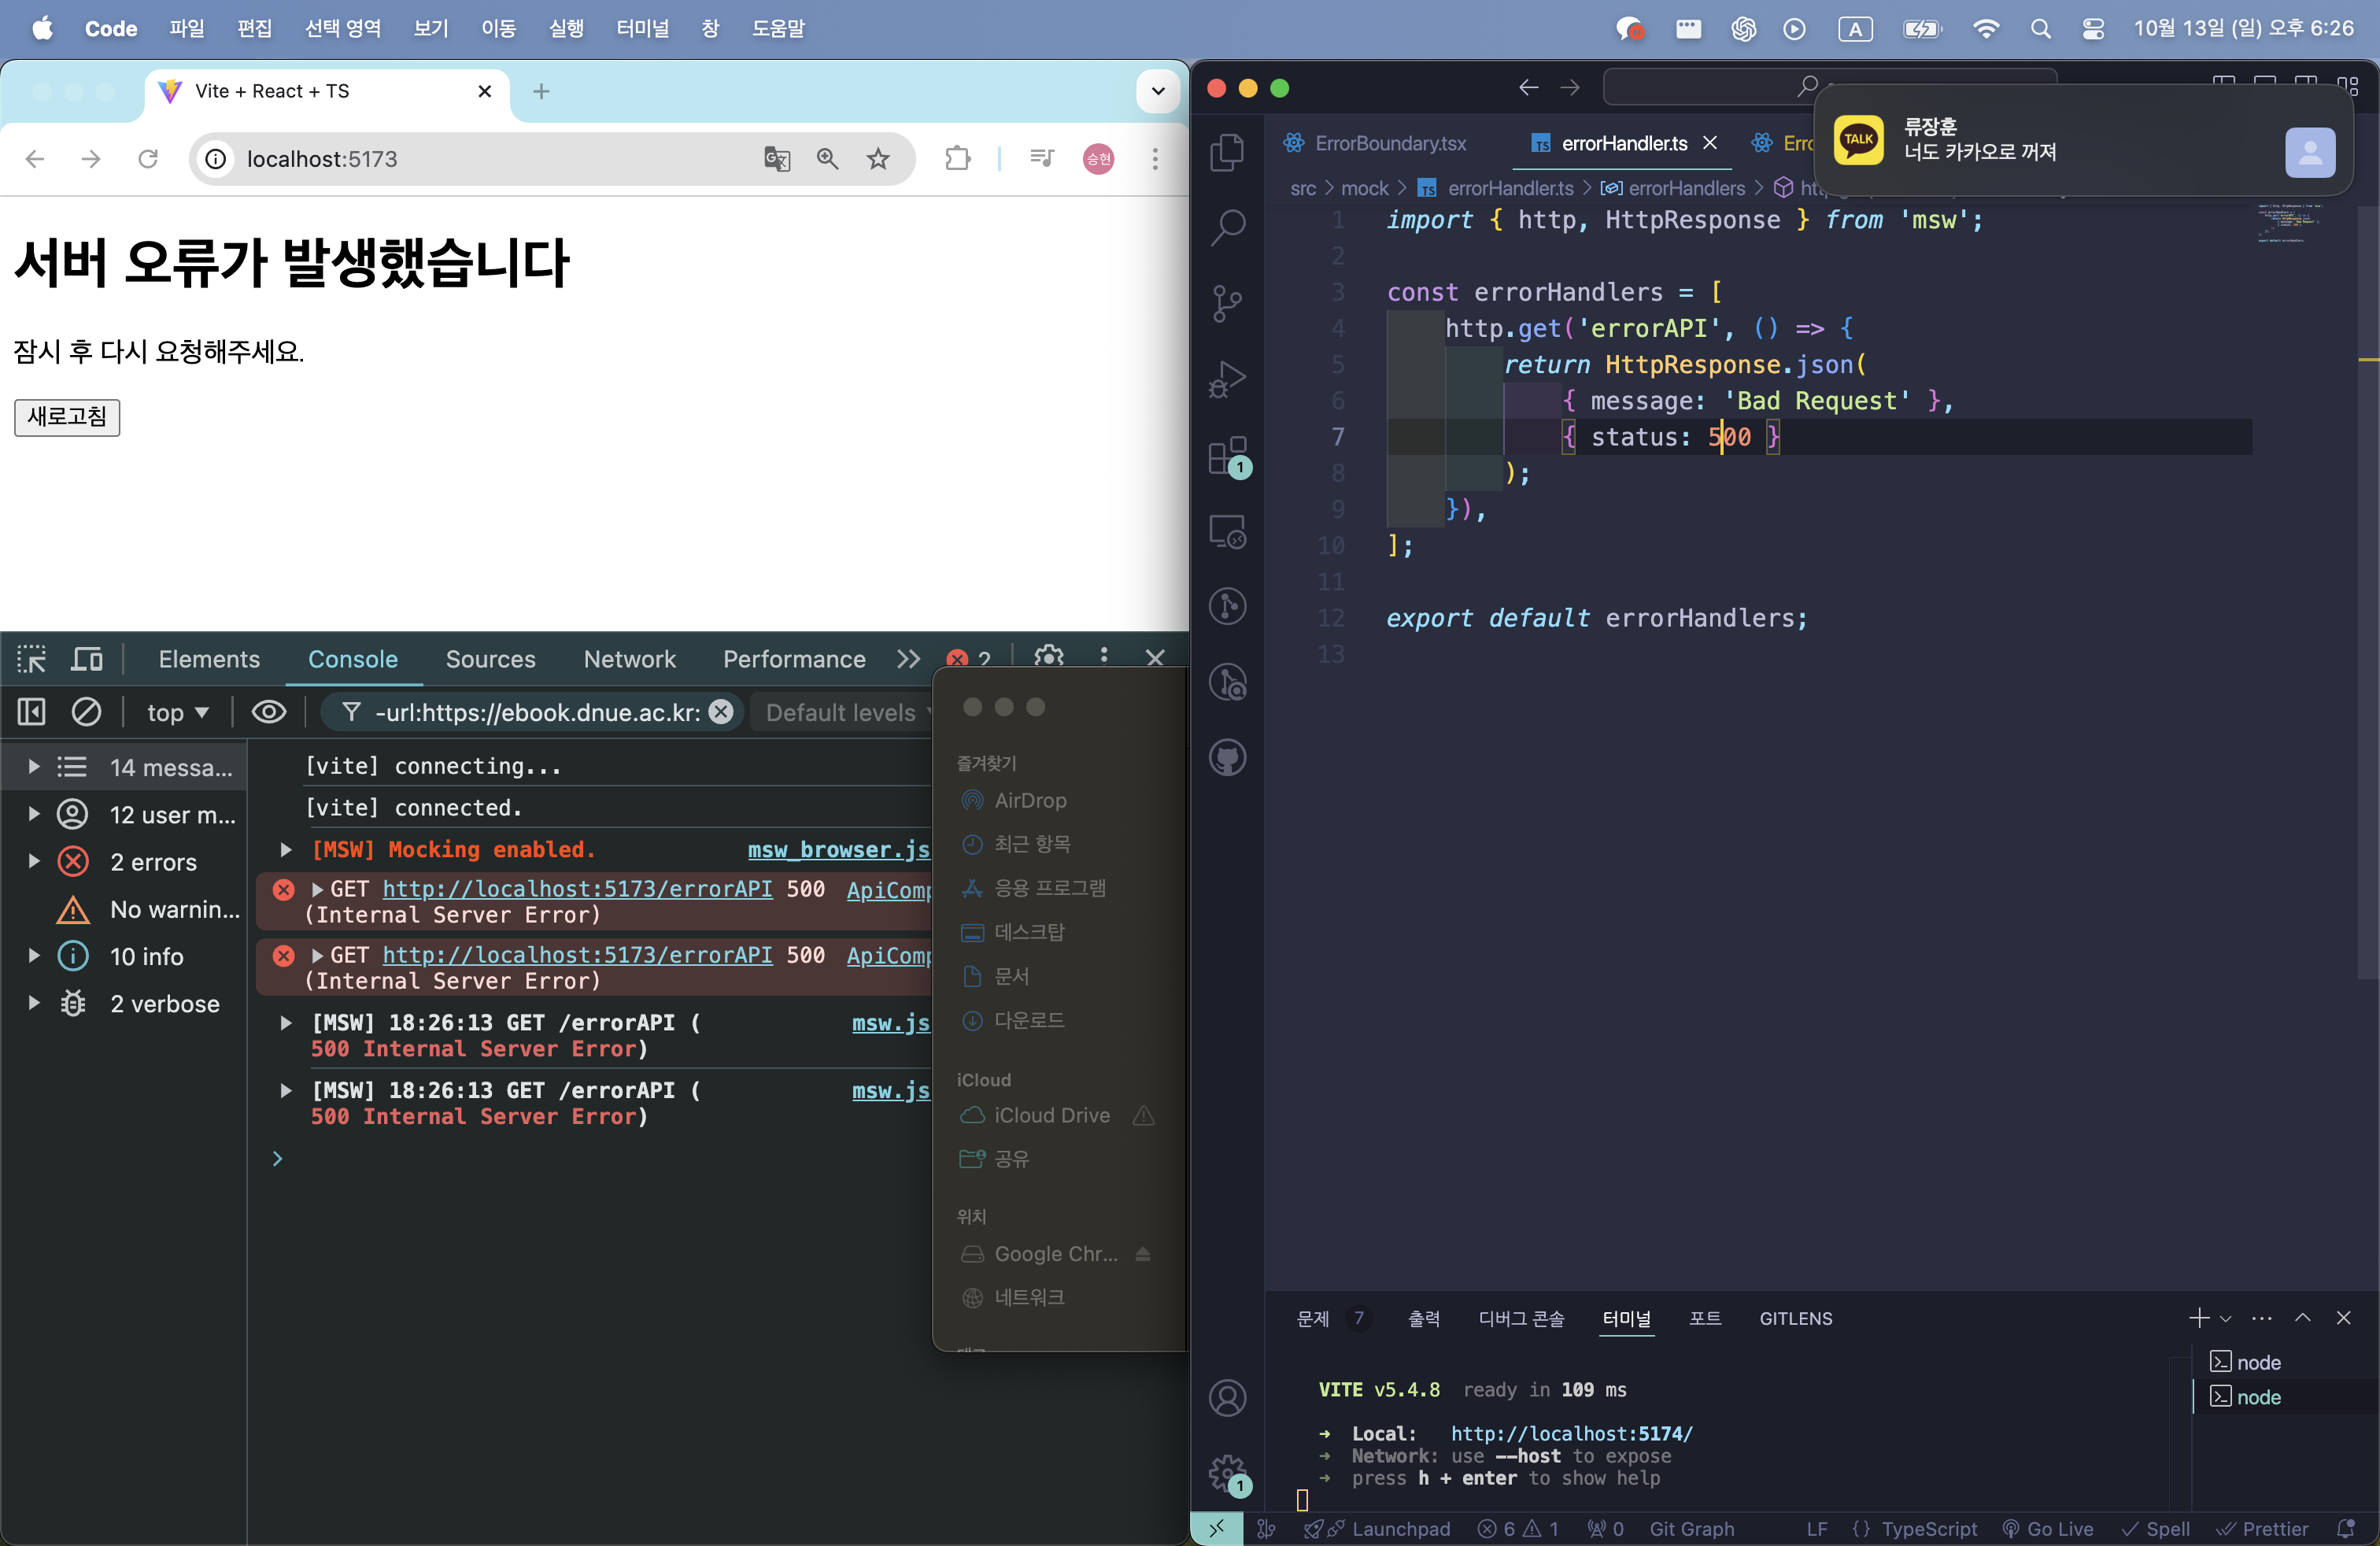 Code 파일 편집 선택 영역 보기 이동 실행 터미널 창 도움말
A 10월 13일 (일) 오후 6:26
Vite + React + TS
localhost:5173
승현
서버 오류가 발생했습니다
잠시 후 다시 요청해주세요.
새로고침
Elements Console Sources Network Performance 2
top -url:https://ebook.dnue.ac.kr: Default levels
14 messa...
12 user m...
2 errors
No warnin...
10 info
2 verbose
[vite] connecting...
[vite] connected.
[MSW] Mocking enabled. msw_browser.js
GET http://localhost:5173/errorAPI 500 ApiComp
(Internal Server Error)
GET http://localhost:5173/errorAPI 500 ApiComp
(Internal Server Error)
[MSW] 18:26:13 GET /errorAPI ( msw.js
500 Internal Server Error)
[MSW] 18:26:13 GET /errorAPI ( msw.js
500 Internal Server Error)
즐겨찾기
AirDrop
최근 항목
응용 프로그램
데스크탑
문서
다운로드
iCloud
iCloud Drive
공유
위치
Google Chr...
네트워크
ErrorBoundary.tsx TS errorHandler.ts Erro
TALK
류장훈
너도 카카오로 꺼져
src > mock > TS errorHandler.ts > errorHandlers >
1 import { http, HttpResponse } from 'msw';
2
3 const errorHandlers = [
4 http.get('errorAPI', () => {
5 return HttpResponse.json(
6 { message: 'Bad Request' },
7 { status: 500 }
8 );
9 }),
10 ];
11
12 export default errorHandlers;
13
1
문제 7 출력 디버그 콘솔 터미널 포트 GITLENS
node
node
VITE v5.4.8 ready in 109 ms
➜ Local: http://localhost:5174/
➜ Network: use --host to expose
➜ press h + enter to show help
1
Launchpad 6 1 0 Git Graph LF {} TypeScript Go Live Spell Prettier